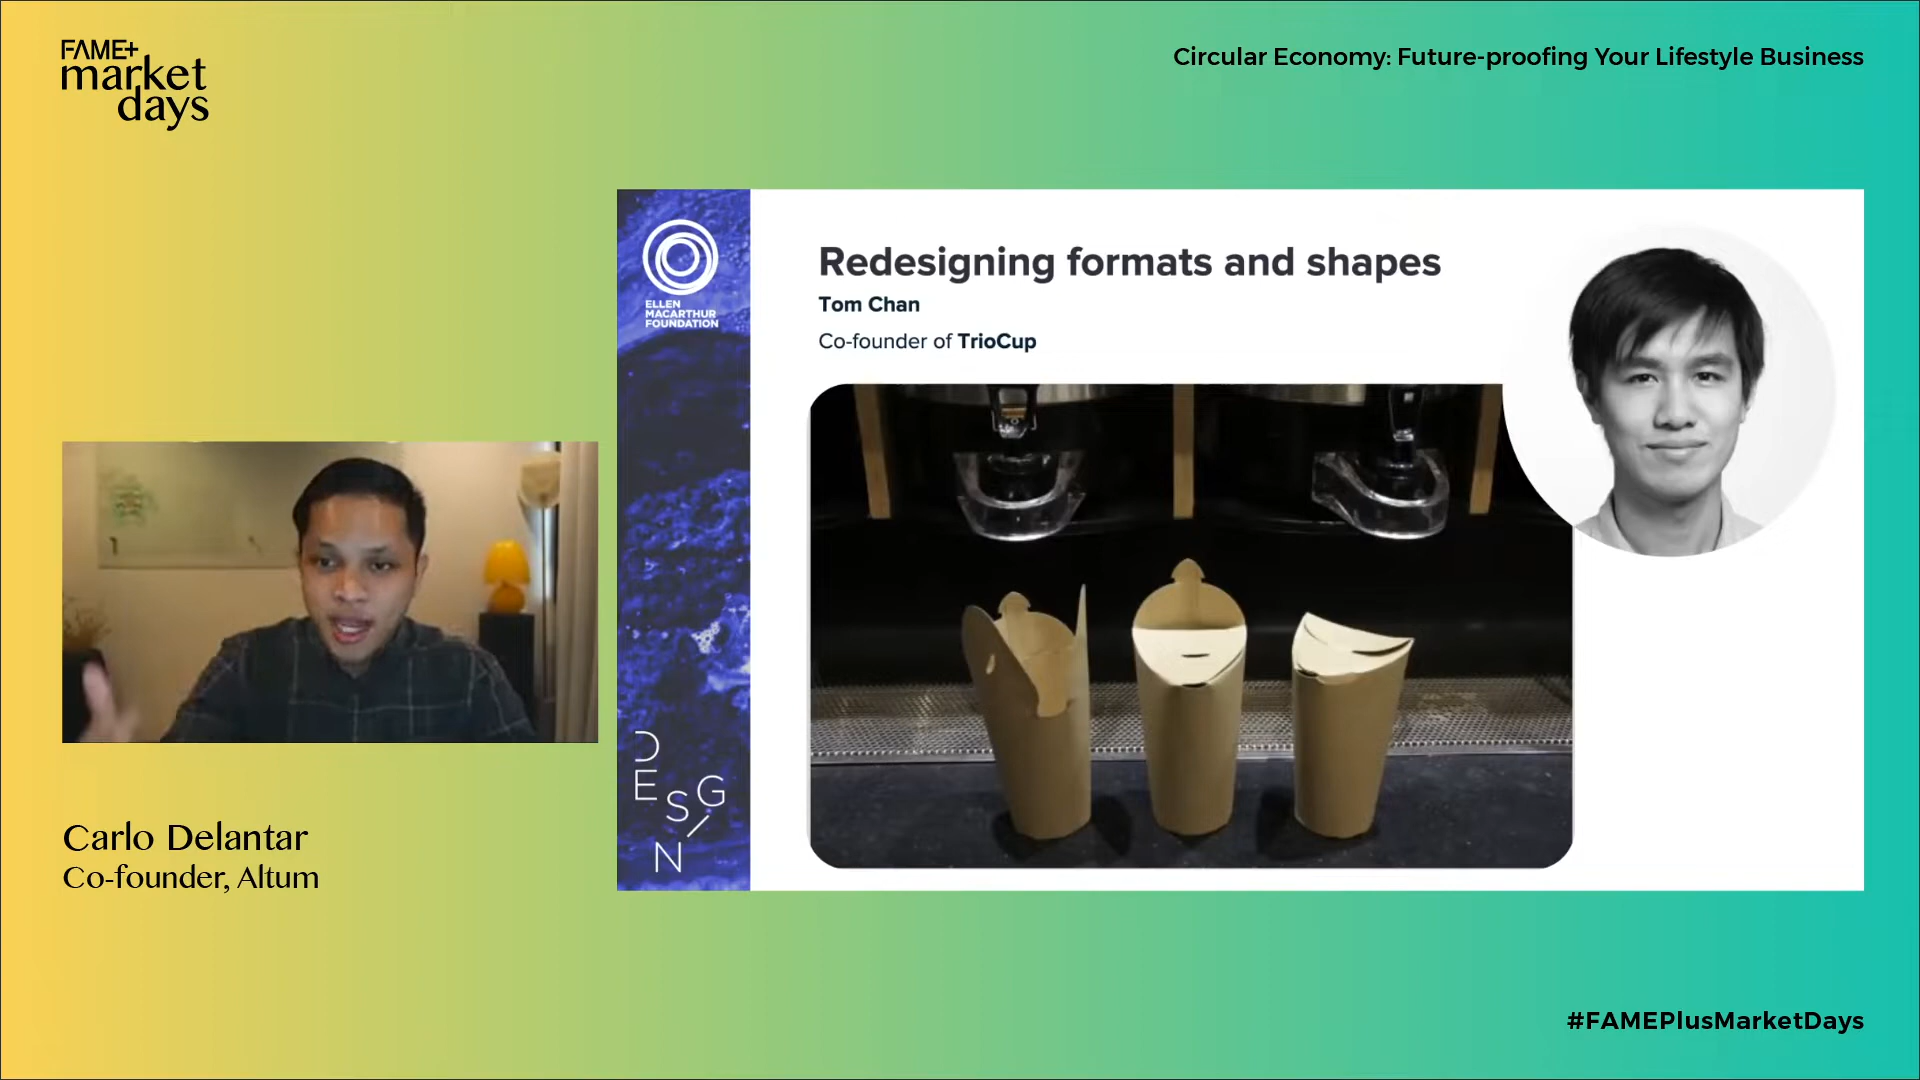 FAME+
market
days
Circular Economy: Future-proofing Your Lifestyle Business
ELLEN
MACARTHUR
FOUNDATION
Redesigning formats and shapes
Tom Chan
Co-founder of TrioCup
DESIGN
Carlo Delantar
Co-founder, Altum
#FAMEPlusMarketDays